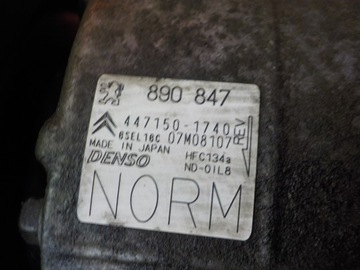 890 847
447150-1740
6SEL16C 07M08107
REV
MADE IN JAPAN
HFC134a
DENSO
ND-OIL8
NORM